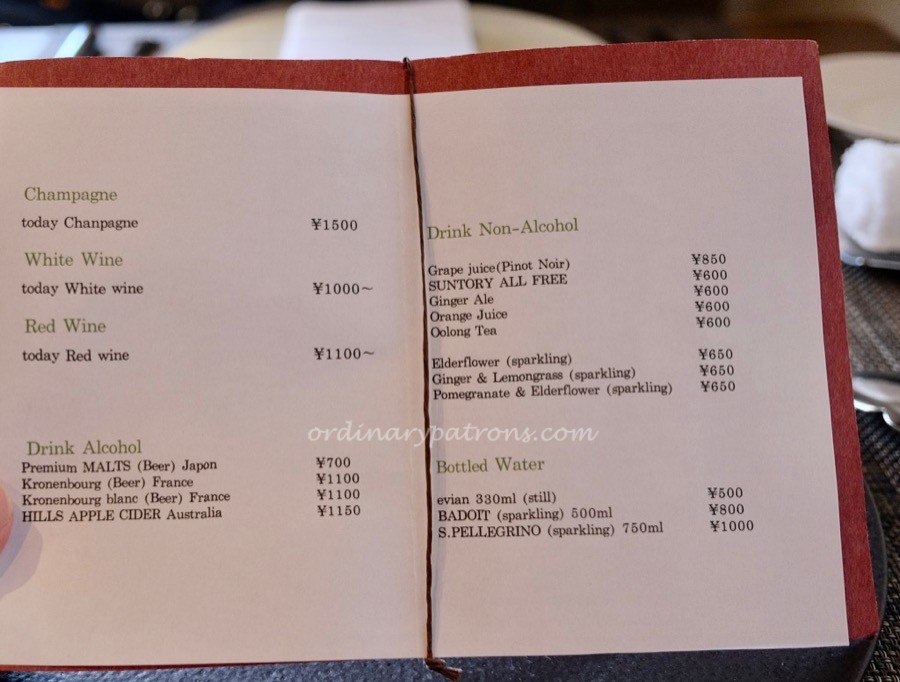 Champagne
today Chanpagne ¥1500
White Wine
today White wine ¥1000~
Red Wine
today Red wine ¥1100~
Drink Alcohol
Premium MALTS (Beer) Japon ¥700
Kronenbourg (Beer) France ¥1100
Kronenbourg blanc (Beer) France ¥1100
HILLS APPLE CIDER Australia ¥1150
Drink Non-Alcohol
Grape juice(Pinot Noir) ¥850
SUNTORY ALL FREE ¥600
Ginger Ale ¥600
Orange Juice ¥600
Oolong Tea ¥600
Elderflower (sparkling) ¥650
Ginger & Lemongrass (sparkling) ¥650
Pomegranate & Elderflower (sparkling) ¥650
Bottled Water
evian 330ml (still) ¥500
BADOIT (sparkling) 500ml ¥800
S.PELLEGRINO (sparkling) 750ml ¥1000
ordinarypatrons.com